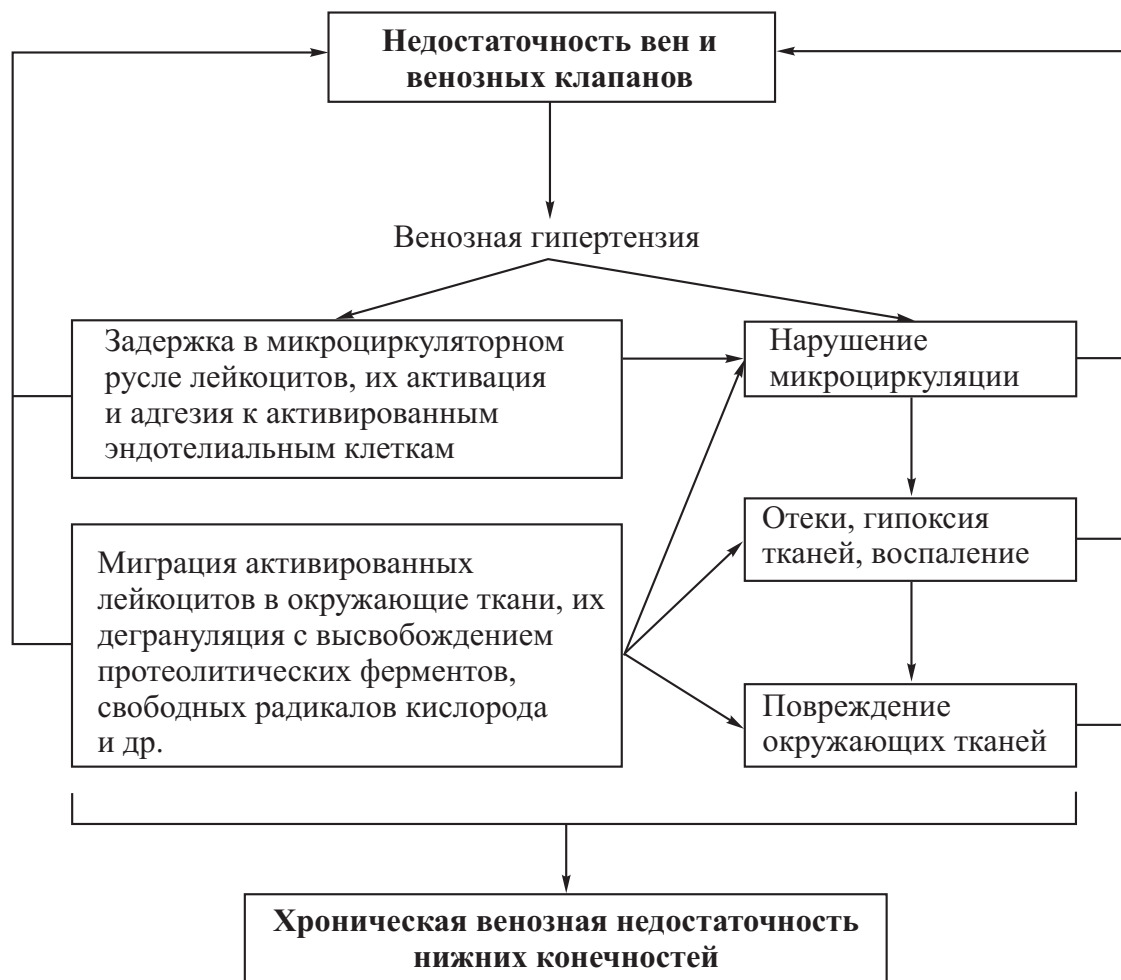 Недостаточность вен и
венозных клапанов
Венозная гипертензия
Задержка в микроциркуляторном
русле лейкоцитов, их активация
и адгезия к активированным
эндотелиальным клеткам
Нарушение
микроциркуляции
Миграция активированных
лейкоцитов в окружающие ткани, их
дегрануляция с высвобождением
протеолитических ферментов,
свободных радикалов кислорода
и др.
Отеки, гипоксия
тканей, воспаление
Повреждение
окружающих тканей
Хроническая венозная недостаточность
нижних конечностей